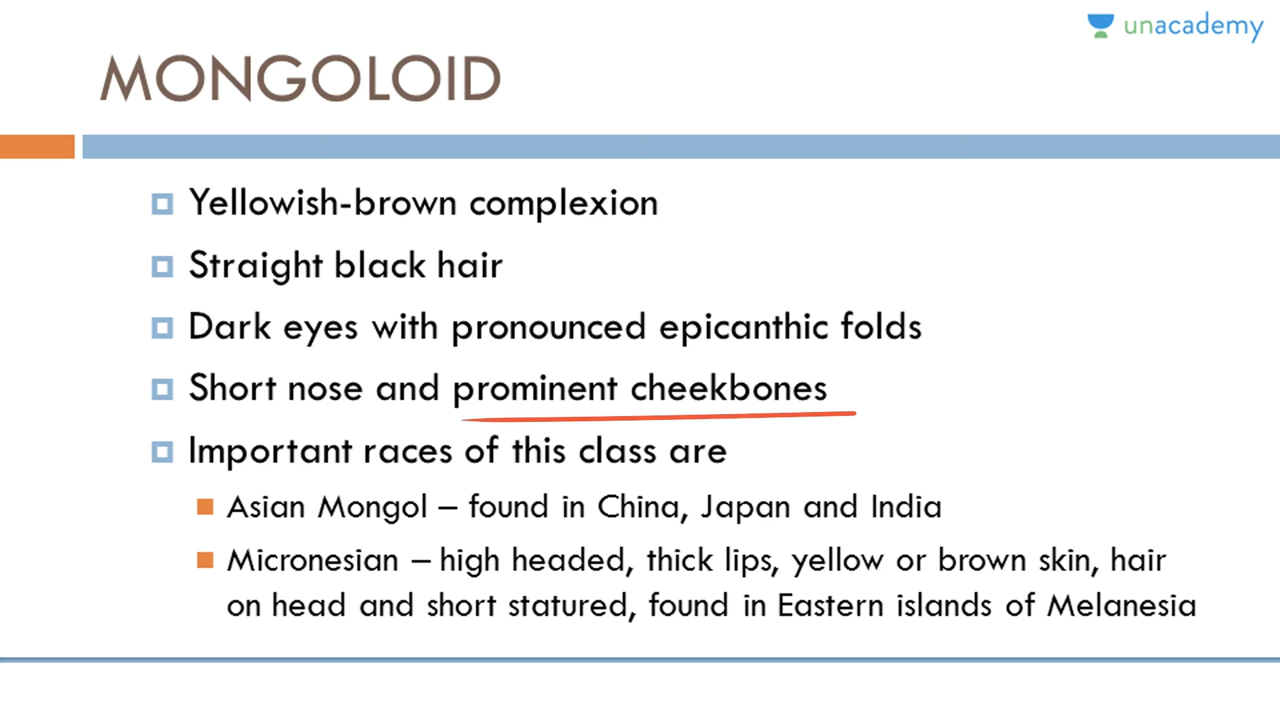 unacademy
MONGOLOID
Yellowish-brown complexion
Straight black hair
Dark eyes with pronounced epicanthic folds
Short nose and prominent cheekbones
Important races of this class are
Asian Mongol – found in China, Japan and India
Micronesian – high headed, thick lips, yellow or brown skin, hair
on head and short statured, found in Eastern islands of Melanesia